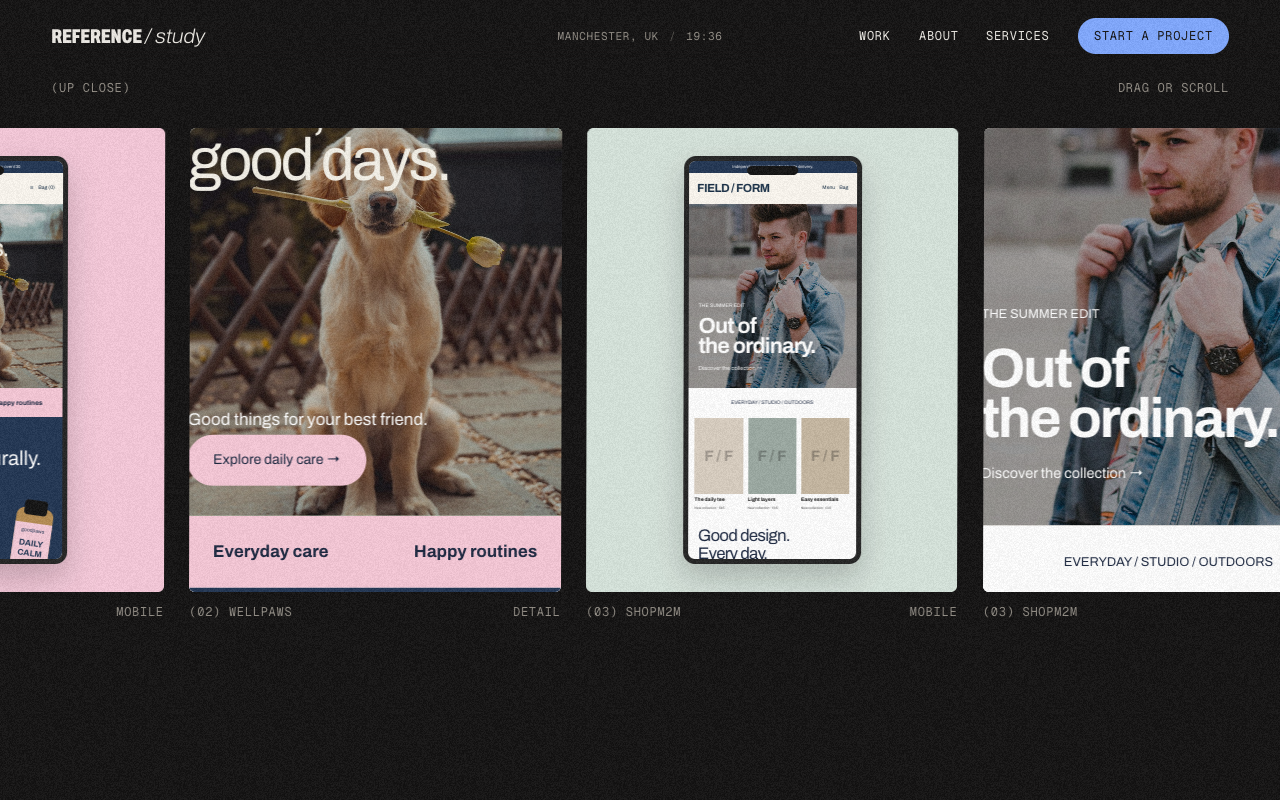 REFERENCE / study
MANCHESTER, UK / 19:36
WORK
ABOUT
SERVICES
START A PROJECT
(UP CLOSE)
DRAG OR SCROLL
Bag (0)
Happy routines
DAILY
CALM
MOBILE
good days.
Good things for your best friend.
Explore daily care →
Everyday care
Happy routines
(02) WELLPAWS
DETAIL
FIELD / FORM
Menu Bag
THE SUMMER EDIT
Out of
the ordinary.
Discover the collection →
EVERYDAY / STUDIO / OUTDOORS
F / F
F / F
F / F
The daily tee
Light layers
Easy essentials
Good design.
Every day.
(03) SHOPM2M
MOBILE
THE SUMMER EDIT
Out of
the ordinary.
Discover the collection →
EVERYDAY / STUDIO / OUTDOORS
(03) SHOPM2M